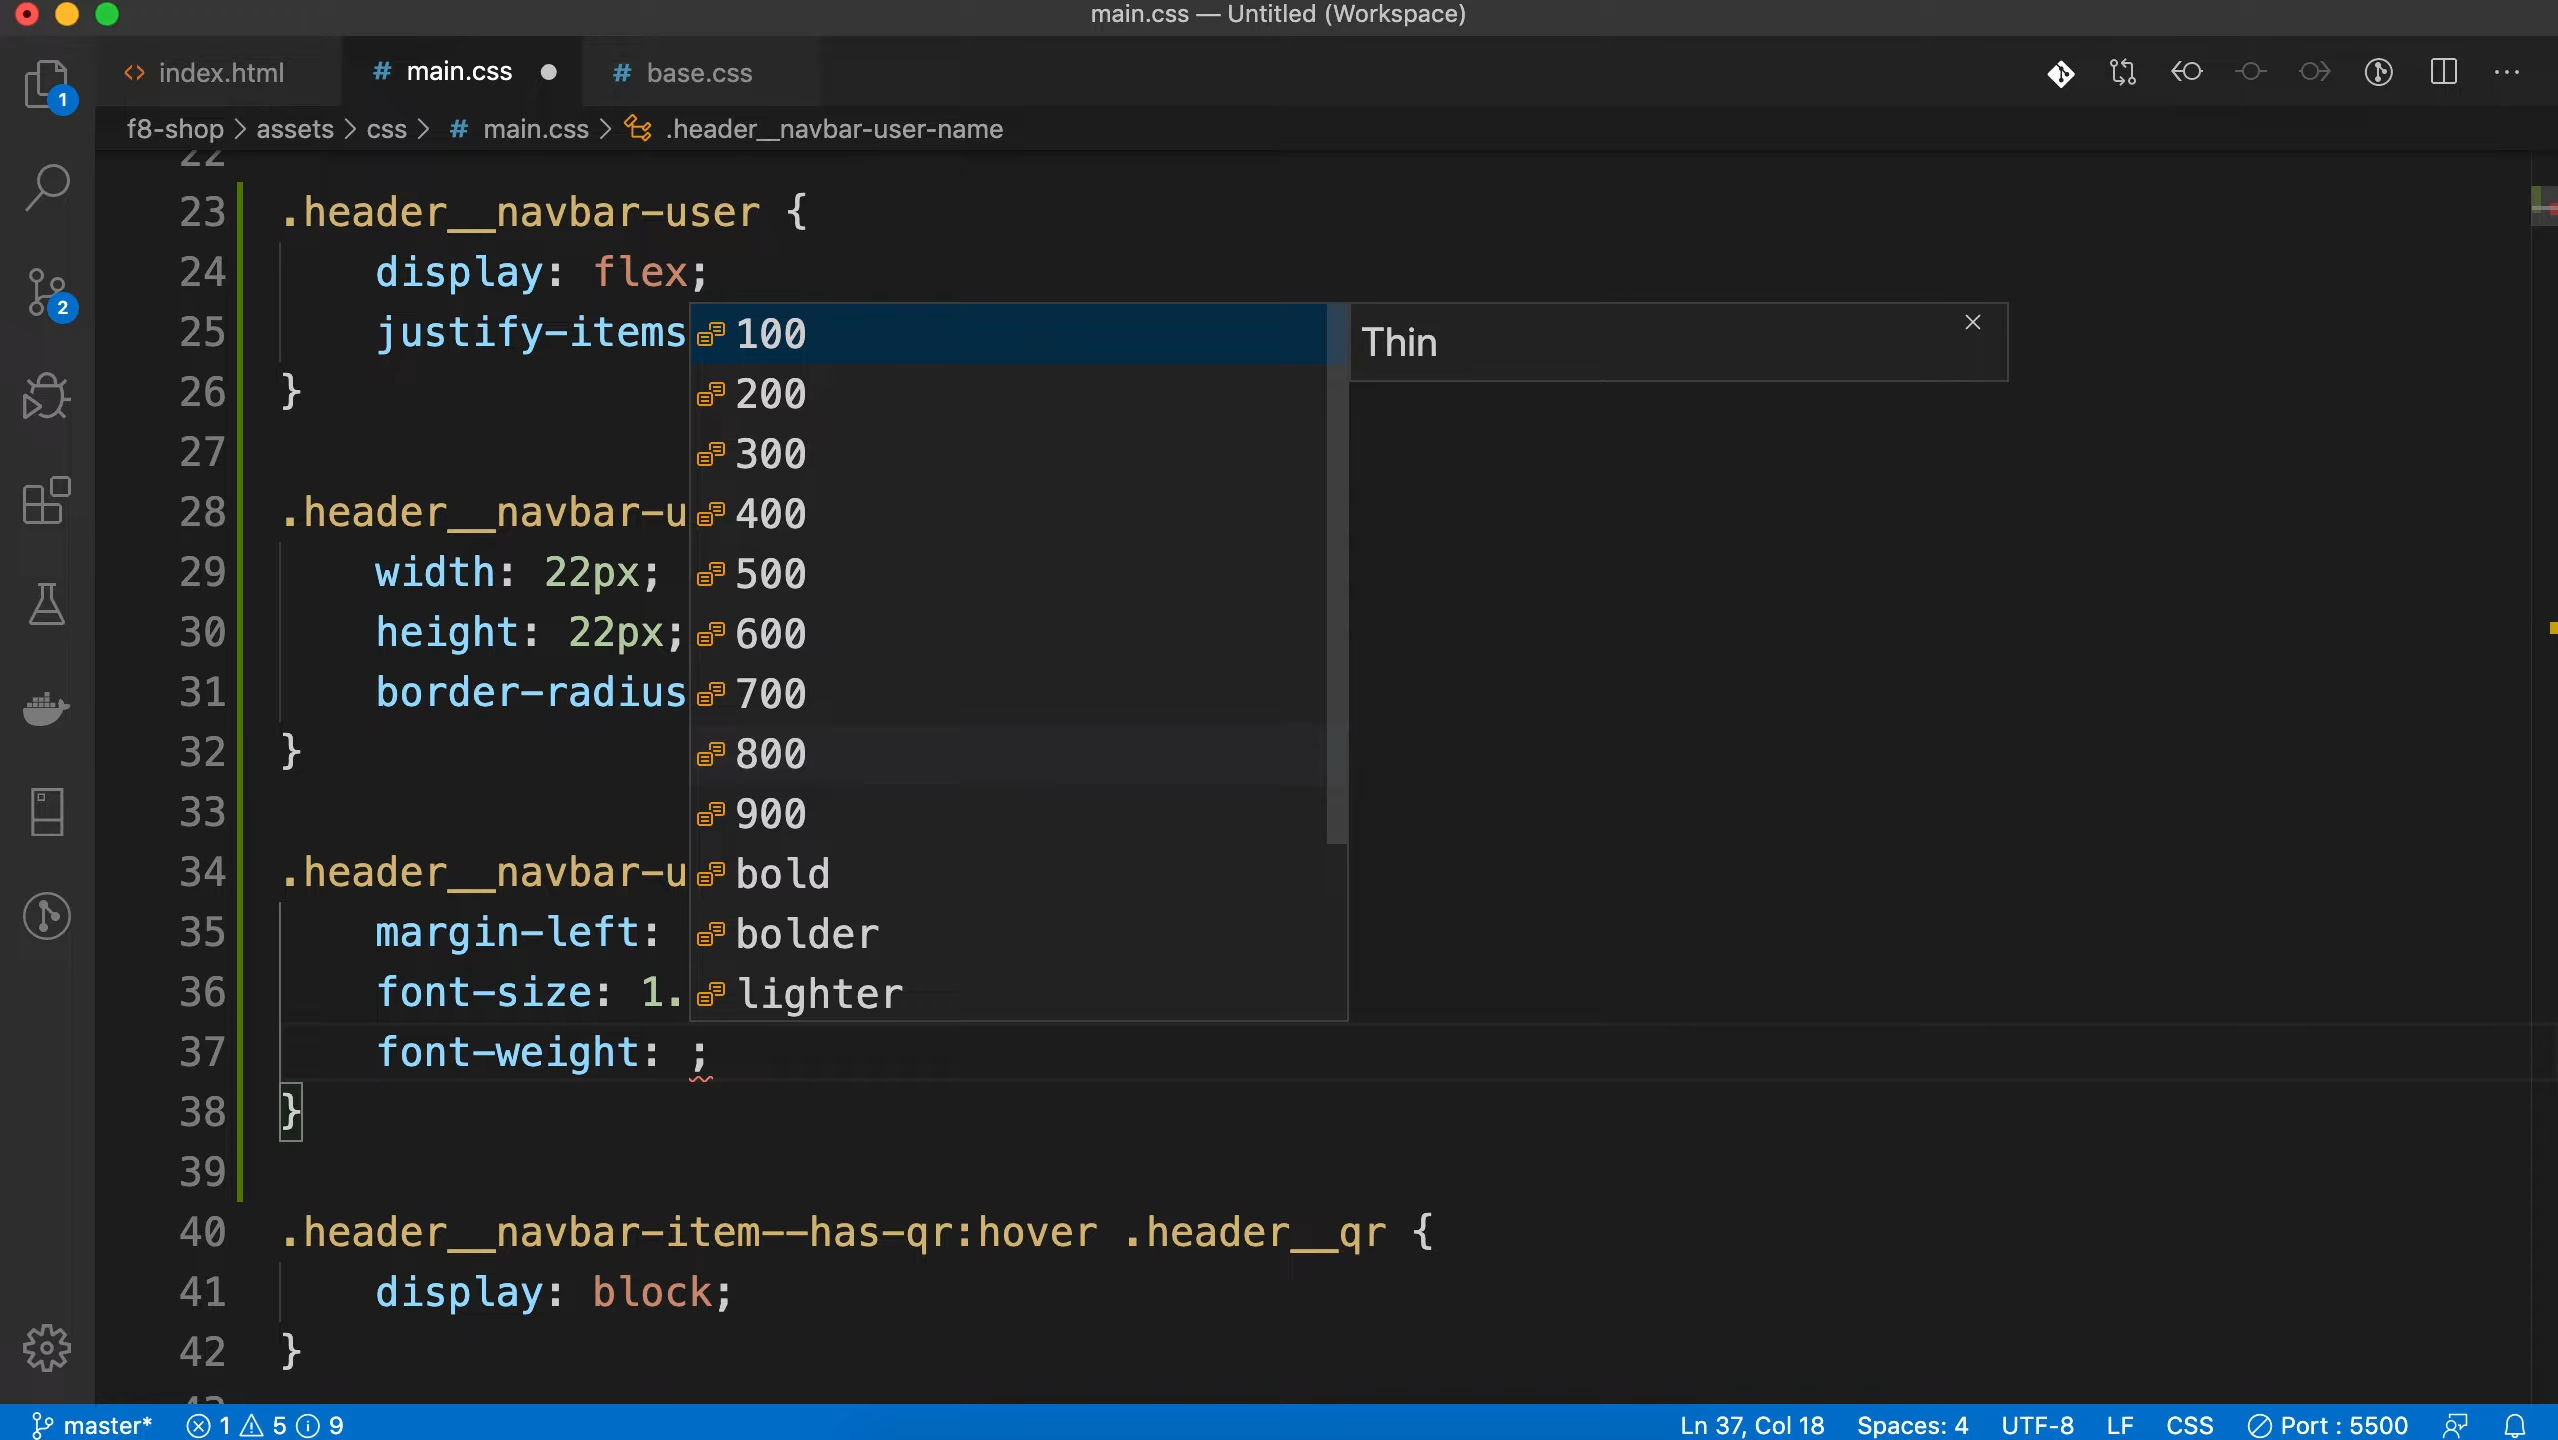 main.css — Untitled (Workspace)
index.html
main.css
base.css
f8-shop > assets > css > # main.css > .header__navbar-user-name
22
23 .header__navbar-user {
24 display: flex;
25 justify-items
26 }
27
28 .header__navbar-u
29 width: 22px;
30 height: 22px;
31 border-radius
32 }
33
34 .header__navbar-u
35 margin-left:
36 font-size: 1.
37 font-weight: ;
38 }
39
40 .header__navbar-item--has-qr:hover .header__qr {
41 display: block;
42 }
100
200
300
400
500
600
700
800
900
bold
bolder
lighter
Thin
1
2
master* 1 5 9
Ln 37, Col 18 Spaces: 4 UTF-8 LF CSS Port : 5500